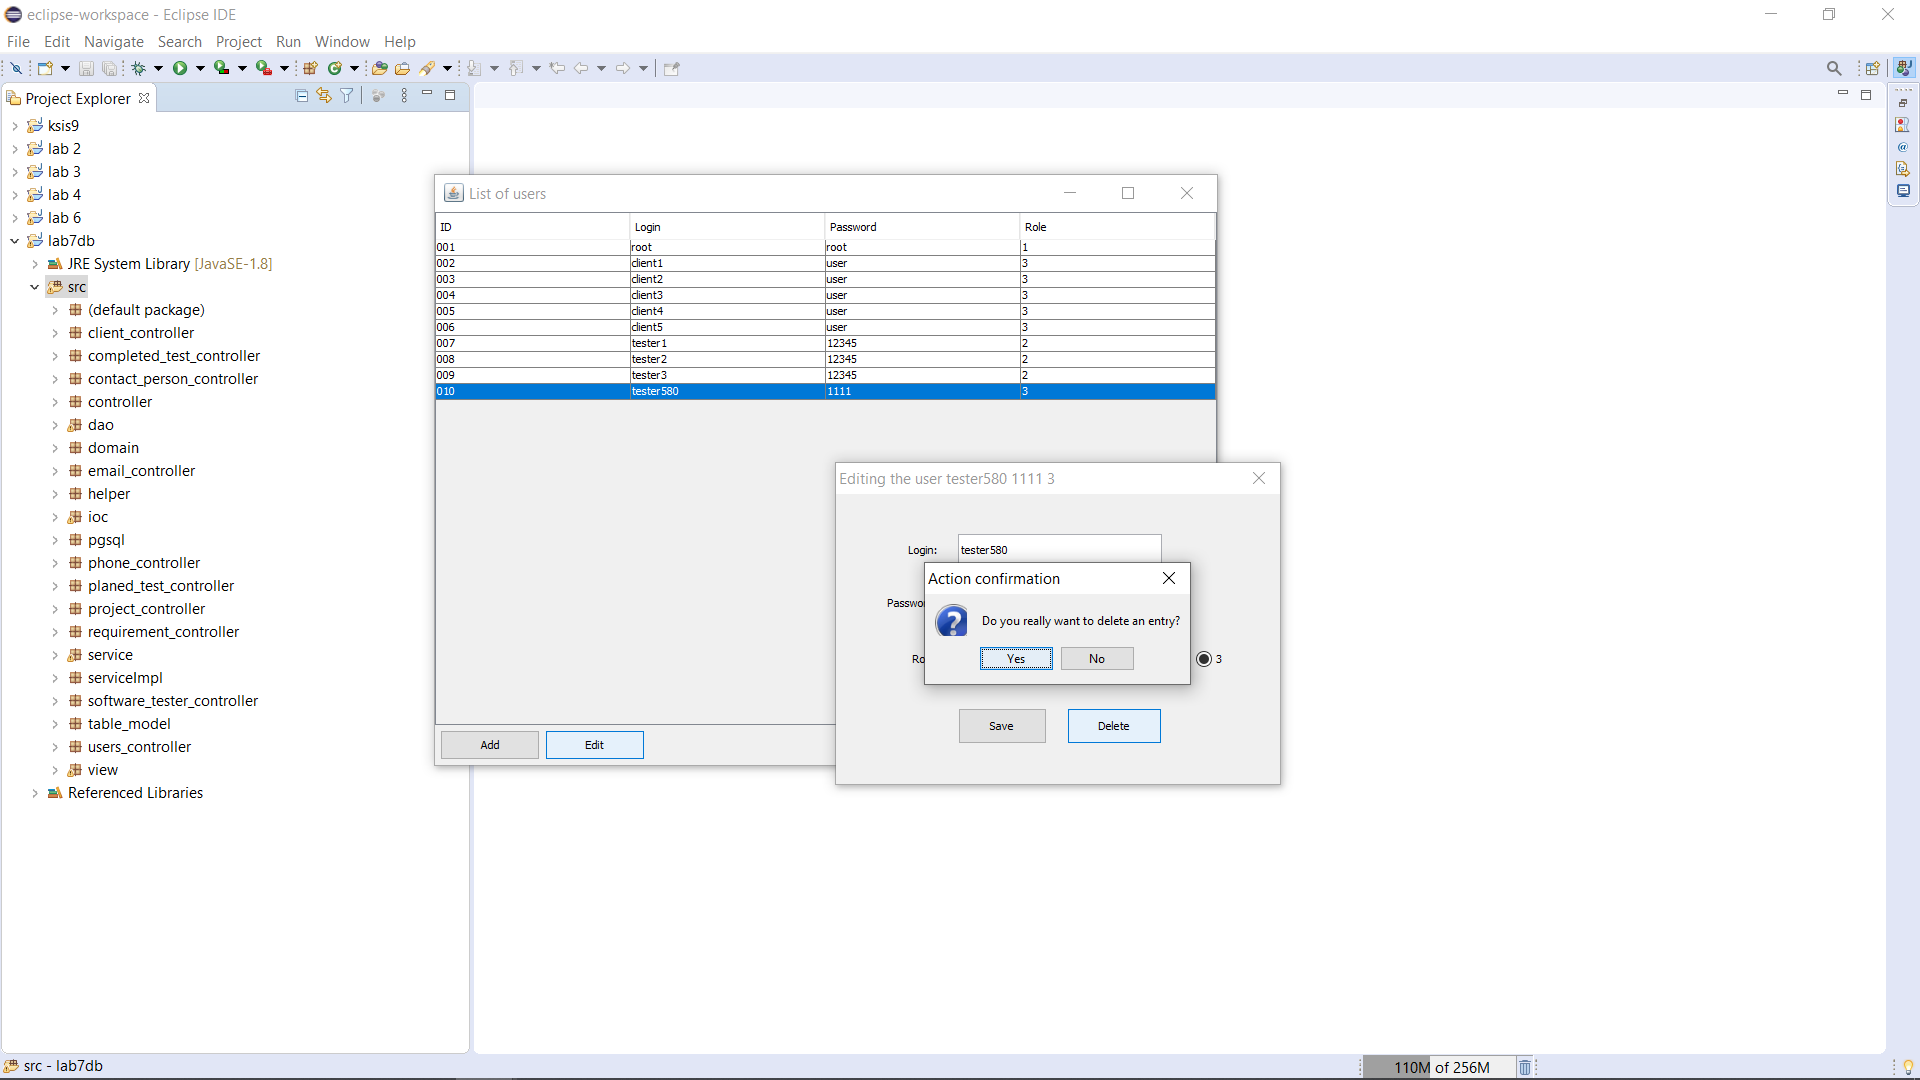 eclipse-workspace - Eclipse IDE
File Edit Navigate Search Project Run Window Help
Project Explorer
ksis9
lab 2
lab 3
lab 4
lab 6
lab7db
JRE System Library [JavaSE-1.8]
src
(default package)
client_controller
completed_test_controller
contact_person_controller
controller
dao
domain
email_controller
helper
ioc
pgsql
phone_controller
planed_test_controller
project_controller
requirement_controller
service
serviceImpl
software_tester_controller
table_model
users_controller
view
Referenced Libraries
List of users
ID Login Password Role
001 root root 1
002 client1 user 3
003 client2 user 3
004 client3 user 3
005 client4 user 3
006 client5 user 3
007 tester1 12345 2
008 tester2 12345 2
009 tester3 12345 2
010 tester580 1111 3
Add Edit
Editing the user tester580 1111 3
Login: tester580
Passwo
Ro 3
Save Delete
Action confirmation
Do you really want to delete an entry?
Yes No
src - lab7db
110M of 256M